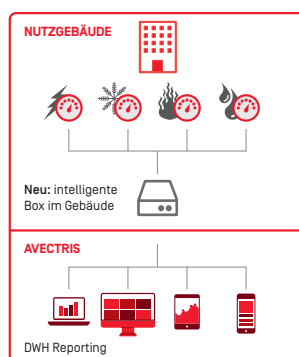 NUTZGEBÄUDE
Neu: intelligente
Box im Gebäude
AVECTRIS
DWH Reporting